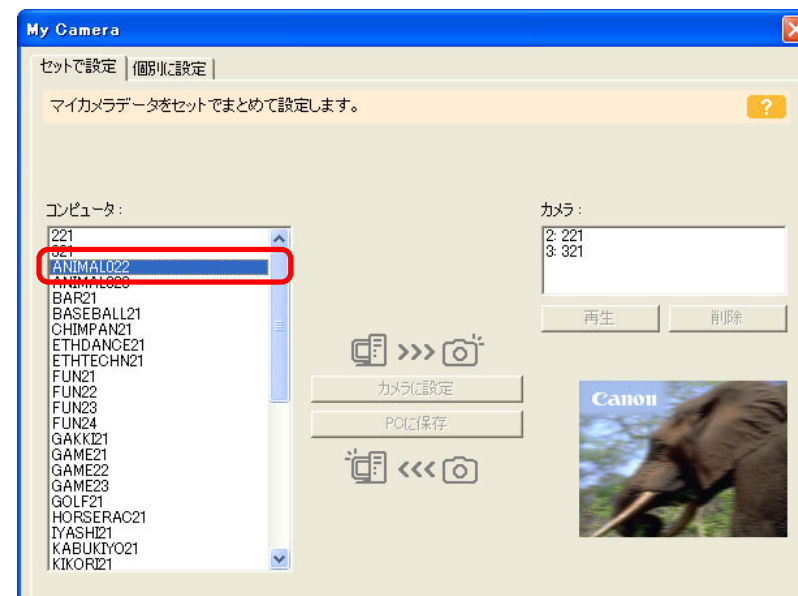 My Camera
セットで設定
個別に設定
マイカメラデータをセットでまとめて設定します。
?
コンピュータ:
221
321
ANIMAL022
ANIMAL023
BAR21
BASEBALL21
CHIMPAN21
ETHDANCE21
ETHTECHN21
FUN21
FUN22
FUN23
FUN24
GAKKI21
GAME21
GAME22
GAME23
GOLF21
HORSERAC21
IYASHI21
KABUKIYO21
KIKORI21
>>>
カメラに設定
PCに保存
<<<
カメラ:
2: 221
3: 321
再生
削除
Canon